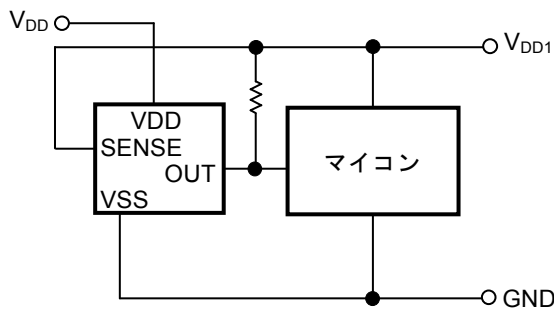 VDD
VDD1
VDD
SENSE
OUT
マイコン
VSS
GND